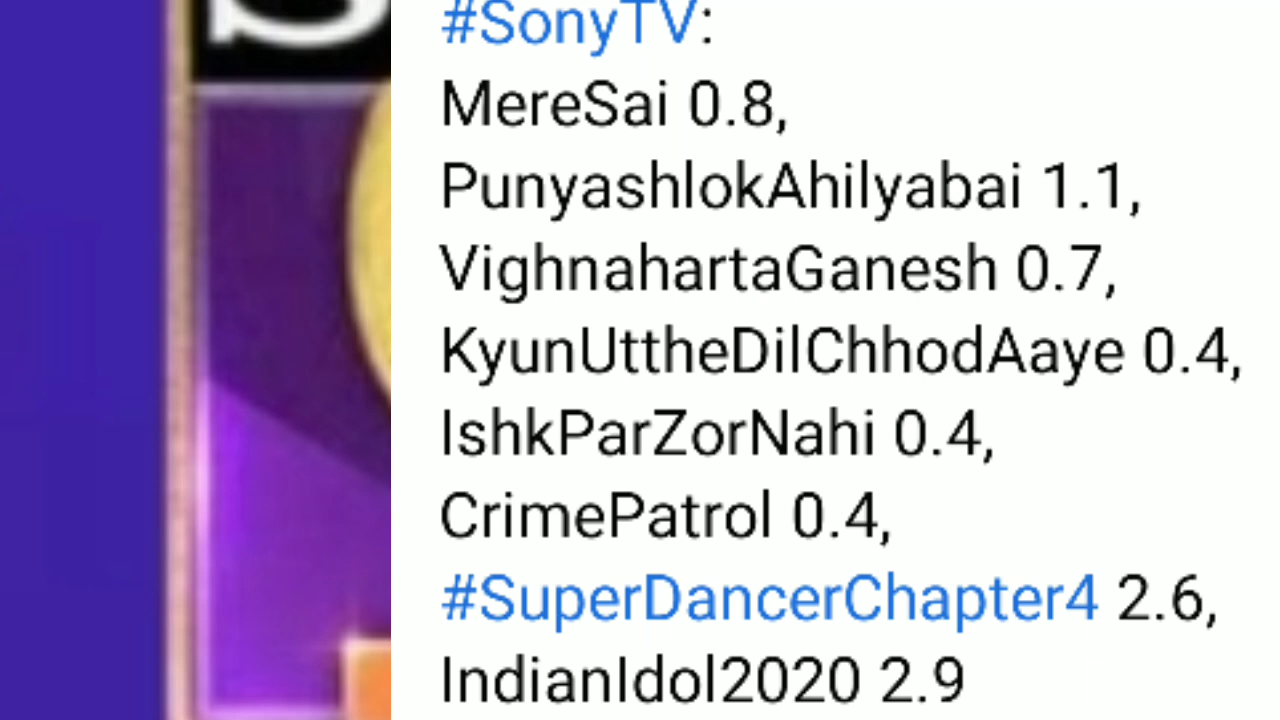 #SonyTV:
MereSai 0.8,
PunyashlokAhilyabai 1.1,
VighnahartaGanesh 0.7,
KyunUttheDilChhodAaye 0.4,
IshkParZorNahi 0.4,
CrimePatrol 0.4,
#SuperDancerChapter4 2.6,
IndianIdol2020 2.9